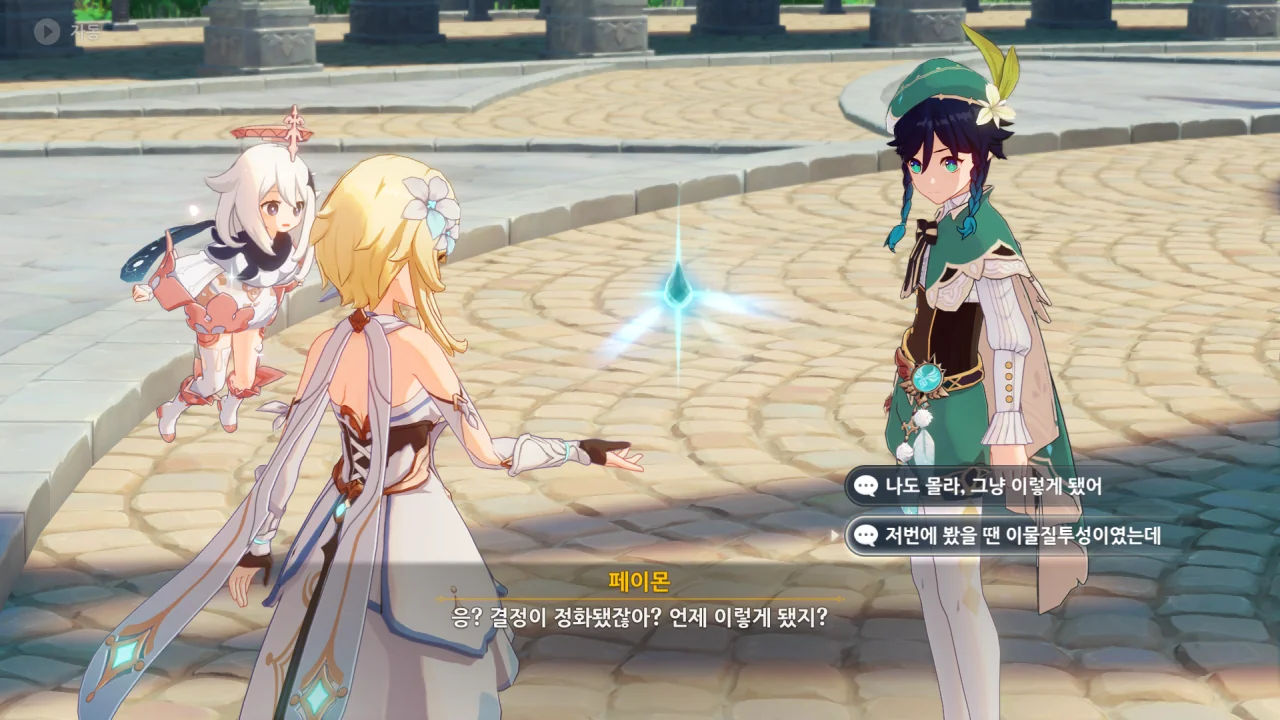 나도 몰라, 그냥 이렇게 됐어
저번에 봤을 땐 이물질투성이였는데
페이몬
응? 결정이 정화됐잖아? 언제 이렇게 됐지?